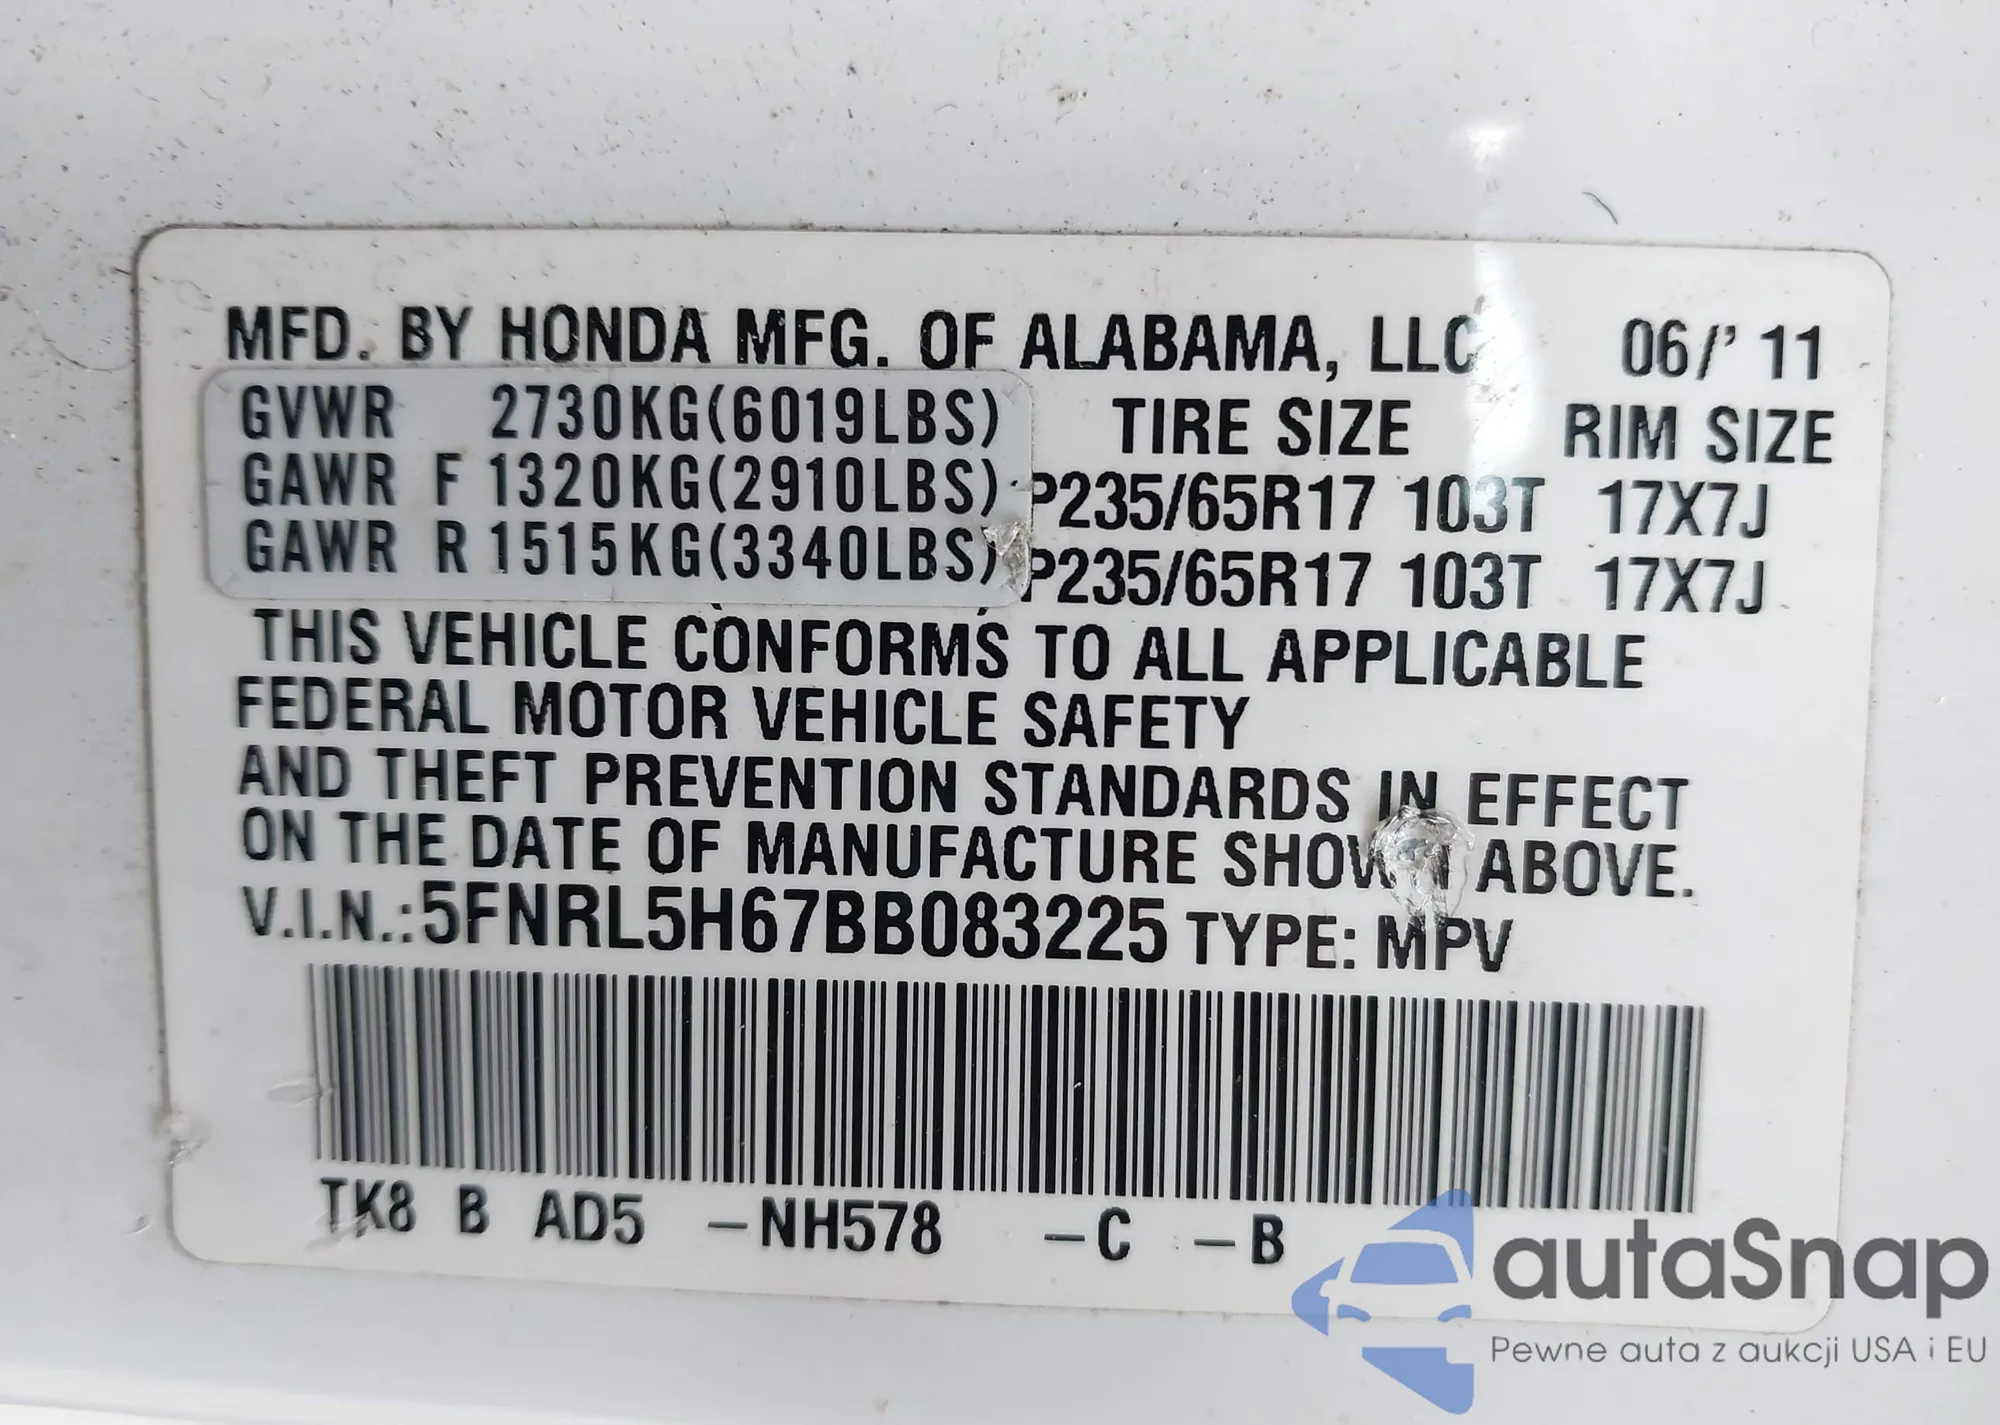 MFD. BY HONDA MFG. OF ALABAMA, LLC 06/'11
GVWR 2730KG(6019LBS) TIRE SIZE RIM SIZE
GAWR F 1320KG(2910LBS) P235/65R17 103T 17X7J
GAWR R 1515KG(3340LBS) P235/65R17 103T 17X7J
THIS VEHICLE CONFORMS TO ALL APPLICABLE
FEDERAL MOTOR VEHICLE SAFETY
AND THEFT PREVENTION STANDARDS IN EFFECT
ON THE DATE OF MANUFACTURE SHOWN ABOVE.
V.I.N.:5FNRL5H67BB083225 TYPE: MPV
TK8 B AD5 -NH578 -C -B
autaSnap
Pewne auta z aukcji USA i EU